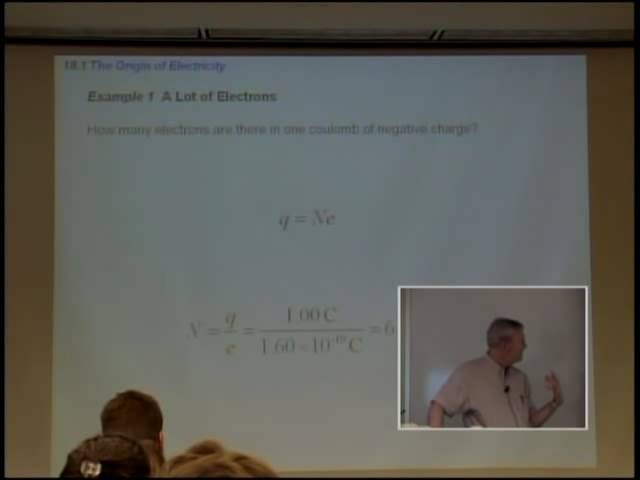 18.1 The Origin of Electricity
Example 1 A Lot of Electrons
How many electrons are there in one coulomb of negative charge?
q = Ne
N = q/e = 1.00 C / 1.60×10⁻¹⁹ C = 6